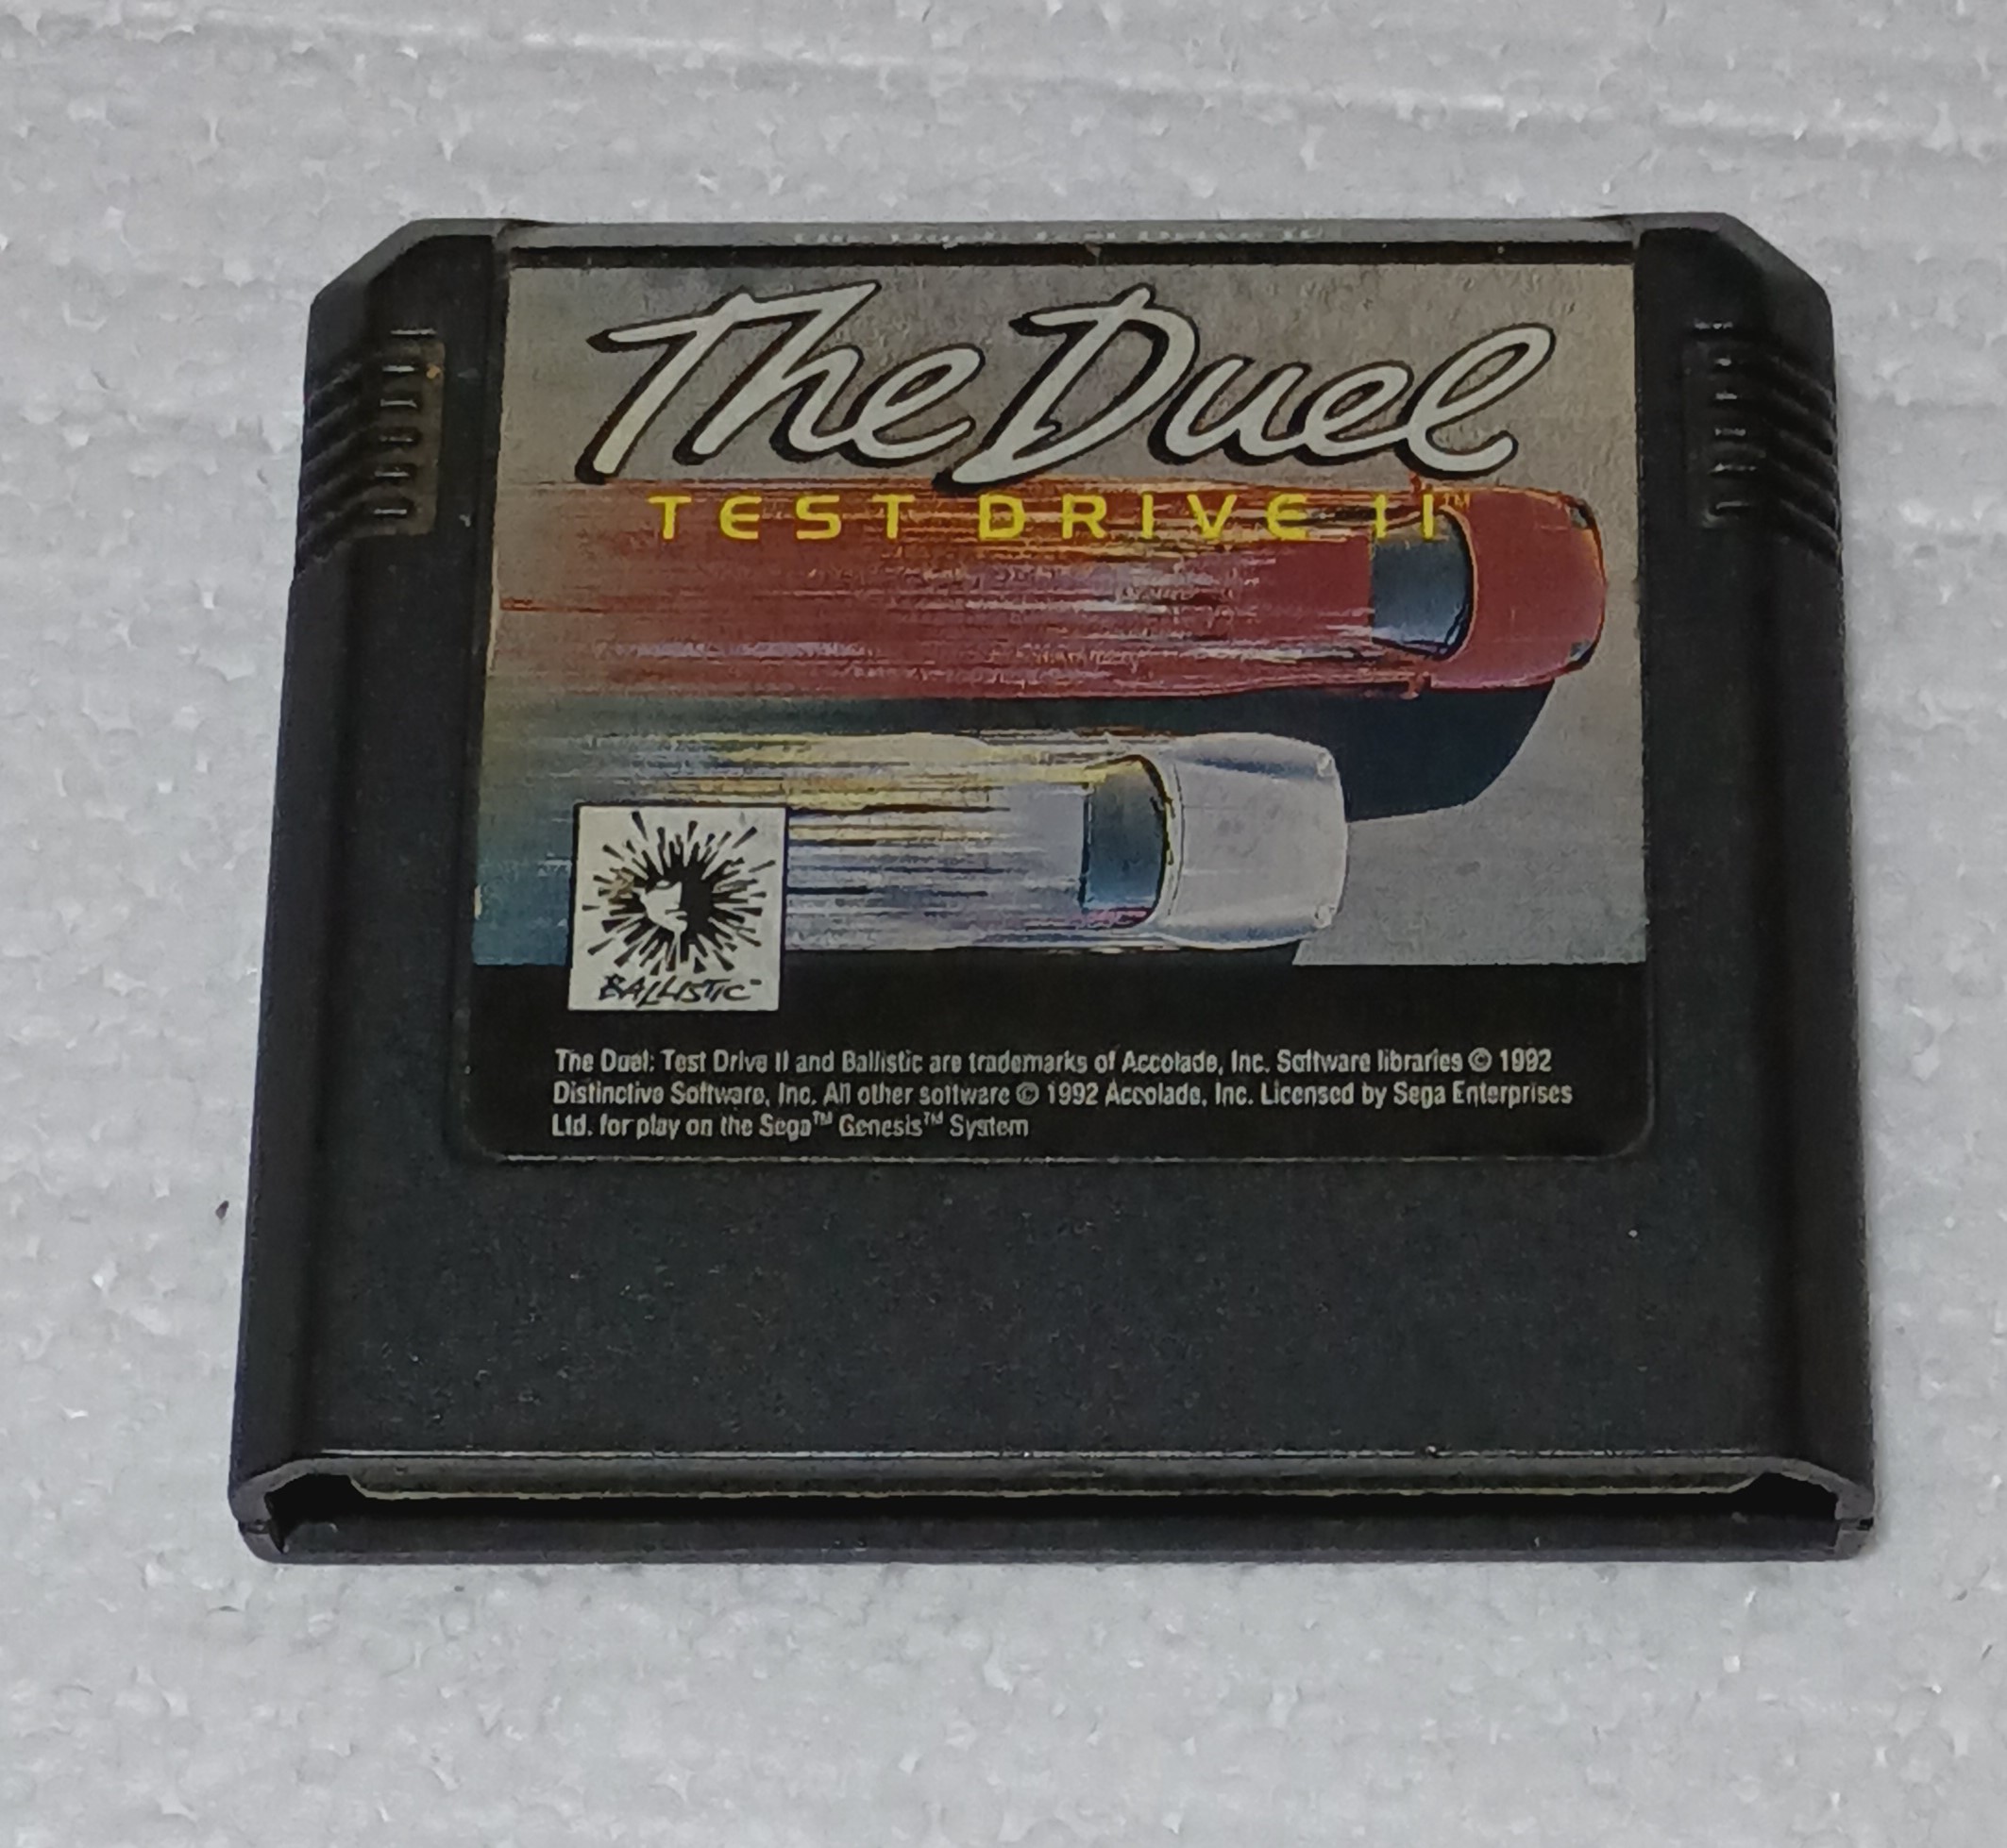 The Duel
TEST DRIVE II™
BALLISTIC™
The Duel: Test Drive II and Ballistic are trademarks of Accolade, Inc. Software libraries © 1992
Distinctive Software, Inc. All other software © 1992 Accolade, Inc. Licensed by Sega Enterprises
Ltd. for play on the Sega™ Genesis™ System